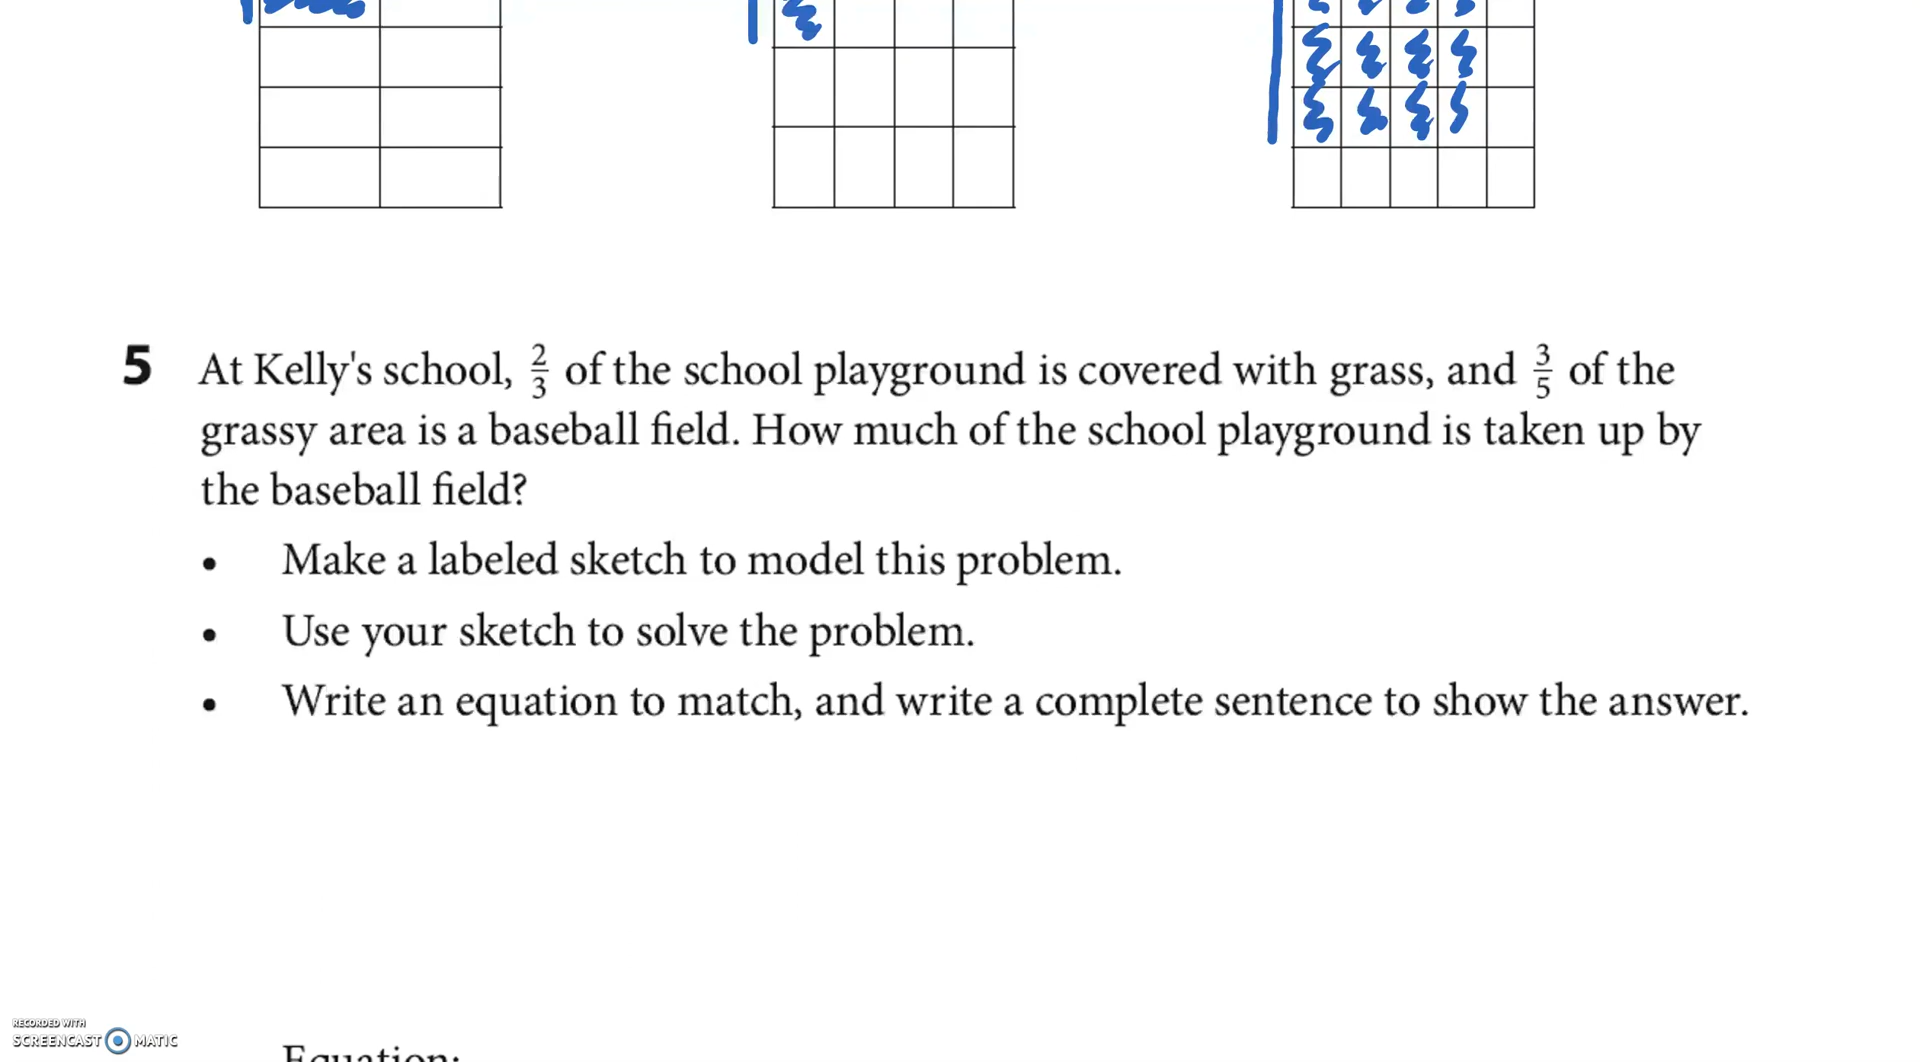 5 At Kelly's school, 2/3 of the school playground is covered with grass, and 3/5 of the
grassy area is a baseball field. How much of the school playground is taken up by
the baseball field?
• Make a labeled sketch to model this problem.
• Use your sketch to solve the problem.
• Write an equation to match, and write a complete sentence to show the answer.
RECORDED WITH
SCREENCAST MATIC
Equation: